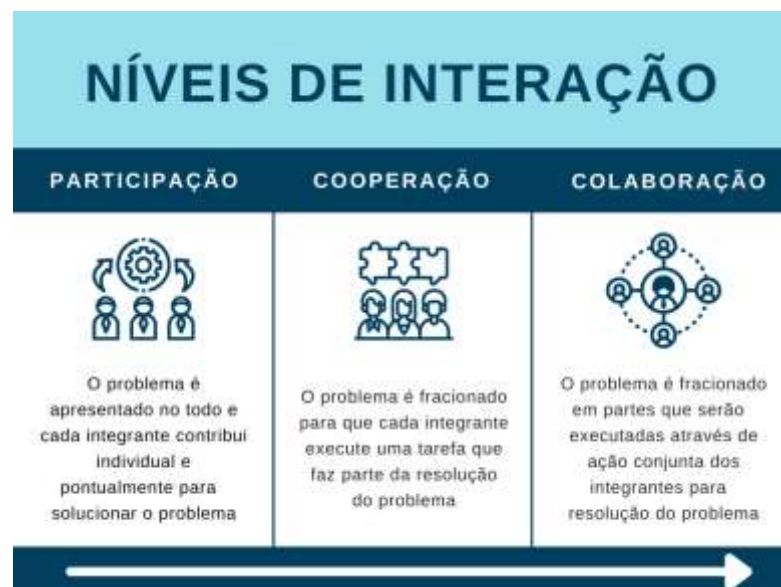 NÍVEIS DE INTERAÇÃO
PARTICIPAÇÃO
COOPERAÇÃO
COLABORAÇÃO
O problema é
apresentado no todo e
cada integrante contribui
individual e
pontualmente para
solucionar o problema
O problema é fracionado
para que cada integrante
execute uma tarefa que
faz parte da resolução
do problema
O problema é fracionado
em partes que serão
executadas através de
ação conjunta dos
integrantes para
resolução do problema